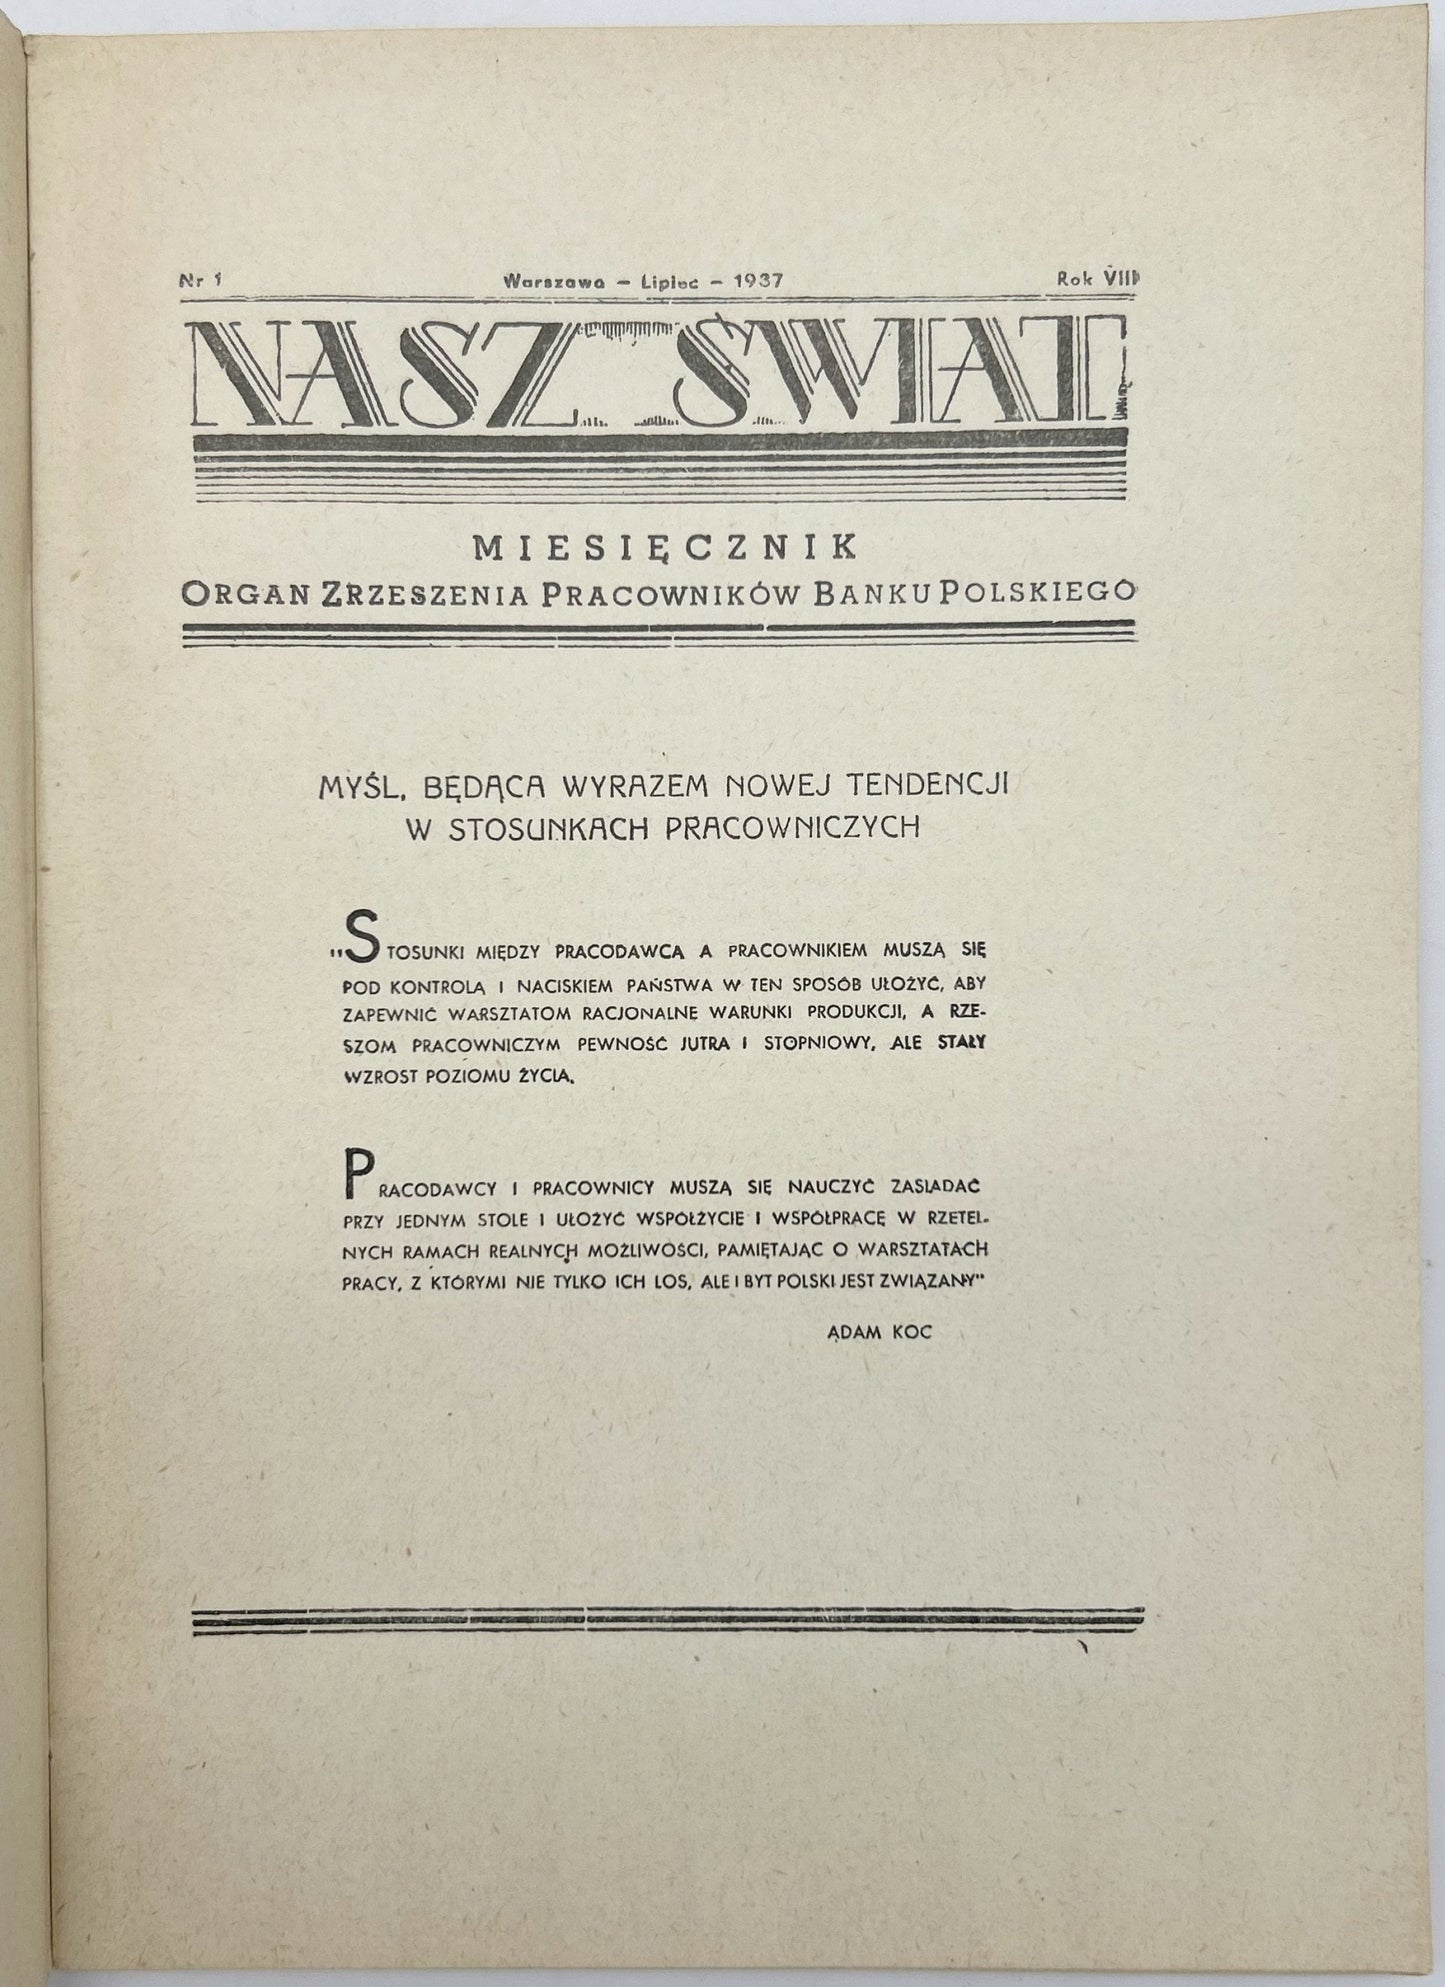 Nr 1 Warszawa – Lipiec – 1937 Rok VIII
NASZ ŚWIAT
MIESIĘCZNIK
ORGAN ZRZESZENIA PRACOWNIKÓW BANKU POLSKIEGO
MYŚL, BĘDĄCA WYRAZEM NOWEJ TENDENCJI
W STOSUNKACH PRACOWNICZYCH
„STOSUNKI MIĘDZY PRACODAWCĄ A PRACOWNIKIEM MUSZĄ SIĘ
POD KONTROLĄ I NACISKIEM PAŃSTWA W TEN SPOSÓB UŁOŻYĆ, ABY
ZAPEWNIĆ WARSZTATOM RACJONALNE WARUNKI PRODUKCJI, A RZE-
SZOM PRACOWNICZYM PEWNOŚĆ JUTRA I STOPNIOWY, ALE STAŁY
WZROST POZIOMU ŻYCIA.
PRACODAWCY I PRACOWNICY MUSZĄ SIĘ NAUCZYĆ ZASIADAĆ
PRZY JEDNYM STOLE I UŁOŻYĆ WSPÓŁŻYCIE I WSPÓŁPRACĘ W RZETEL-
NYCH RAMACH REALNYCH MOŻLIWOŚCI, PAMIĘTAJĄC O WARSZTATACH
PRACY, Z KTÓRYMI NIE TYLKO ICH LOS, ALE I BYT POLSKI JEST ZWIĄZANY"
ADAM KOC